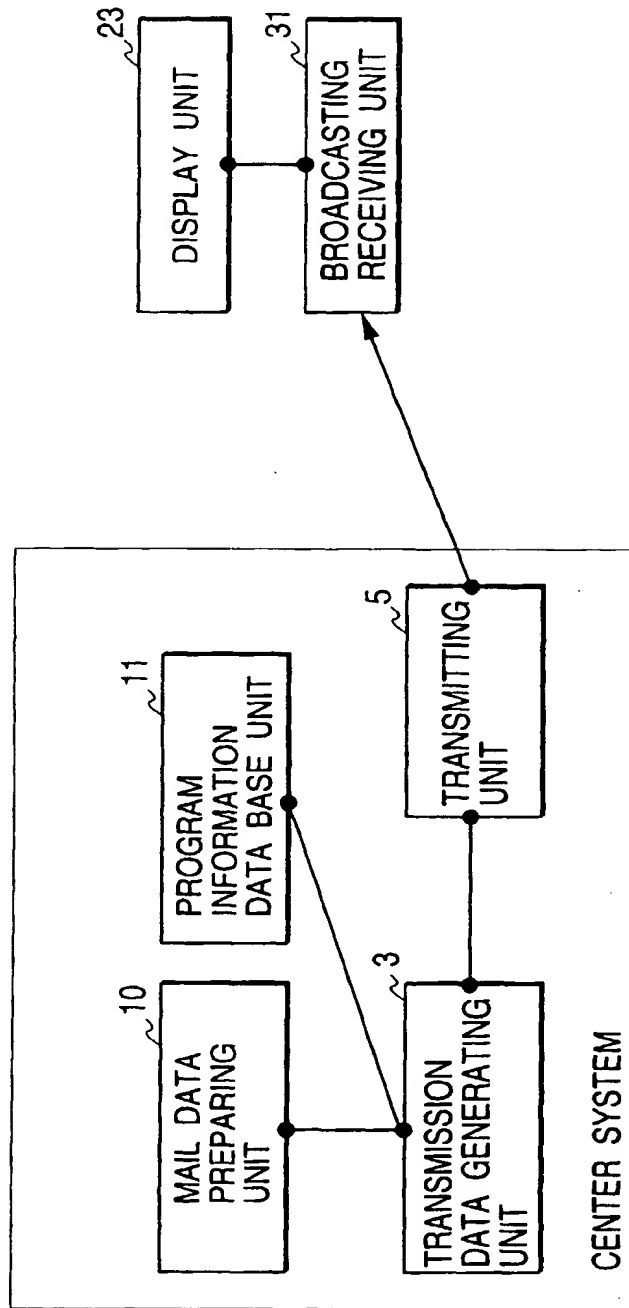 10
MAIL DATA
PREPARING
UNIT
11
PROGRAM
INFORMATION
DATA BASE UNIT
3
TRANSMISSION
DATA GENERATING
UNIT
5
TRANSMITTING
UNIT
CENTER SYSTEM
23
DISPLAY UNIT
31
BROADCASTING
RECEIVING UNIT